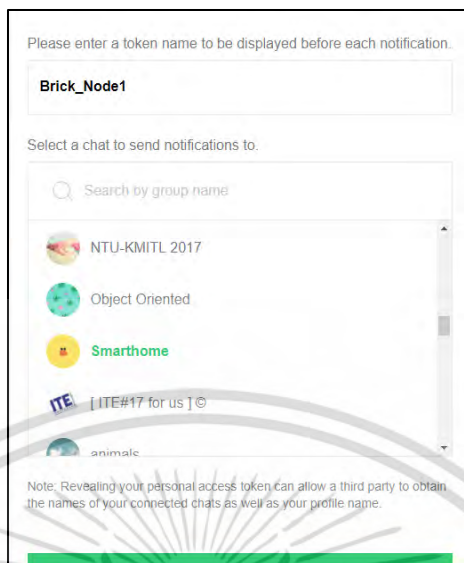 Please enter a token name to be displayed before each notification.
Brick_Node1
Select a chat to send notifications to.
Search by group name
NTU-KMITL 2017
Object Oriented
Smarthome
ITE [ ITE#17 for us ] ©
animals
Note: Revealing your personal access token can allow a third party to obtain
the names of your connected chats as well as your profile name.